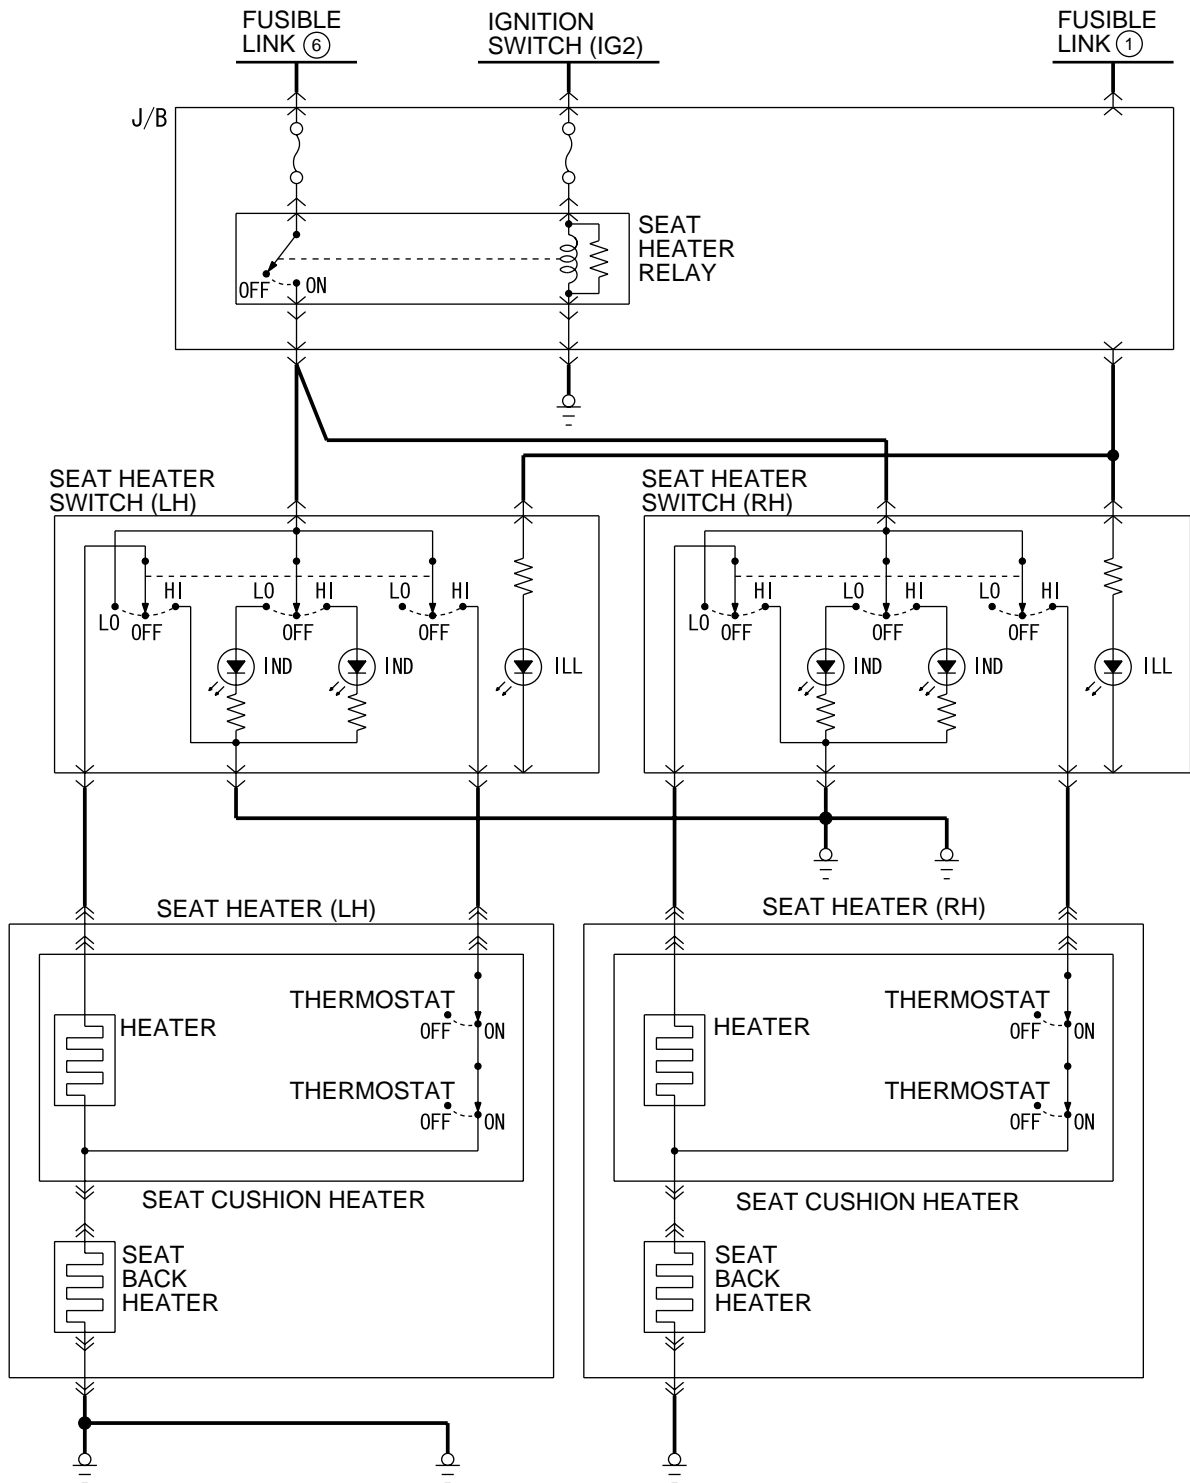 FUSIBLE
LINK ⑥
IGNITION
SWITCH (IG2)
FUSIBLE
LINK ①
J/B
SEAT
HEATER
RELAY
OFF ON
SEAT HEATER
SWITCH (LH)
SEAT HEATER
SWITCH (RH)
LO OFF HI
LO OFF HI
LO OFF HI
IND
IND
ILL
LO OFF HI
LO OFF HI
LO OFF HI
IND
IND
ILL
SEAT HEATER (LH)
HEATER
THERMOSTAT
OFF ON
THERMOSTAT
OFF ON
SEAT CUSHION HEATER
SEAT
BACK
HEATER
SEAT HEATER (RH)
HEATER
THERMOSTAT
OFF ON
THERMOSTAT
OFF ON
SEAT CUSHION HEATER
SEAT
BACK
HEATER